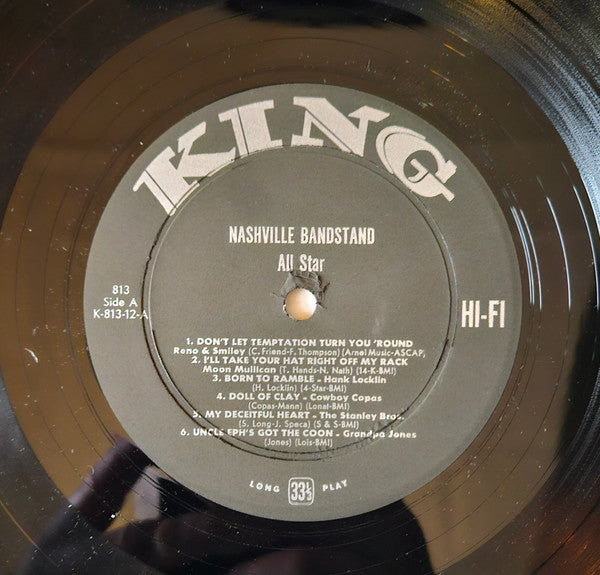 KING
NASHVILLE BANDSTAND
All Star
813
Side A
K-813-12-A
HI-FI
1. DON'T LET TEMPTATION TURN YOU 'ROUND
Reno & Smiley (C. Friend-F. Thompson) (Arnel Music-ASCAP)
2. I'LL TAKE YOUR HAT RIGHT OFF MY RACK
Moon Mullican (T. Hands-N. Nath) (14-K-BMI)
3. BORN TO RAMBLE - Hank Locklin
(H. Locklin) (4-Star-BMI)
4. DOLL OF CLAY - Cowboy Copas
(Copas-Mann) (Lonal-BMI)
5. MY DECEITFUL HEART - The Stanley Bros.
(S. Long-J. Speca) (S & S-BMI)
6. UNCLE EPH'S GOT THE COON - Grandpa Jones
(Jones) (Lois-BMI)
LONG 33⅓ PLAY